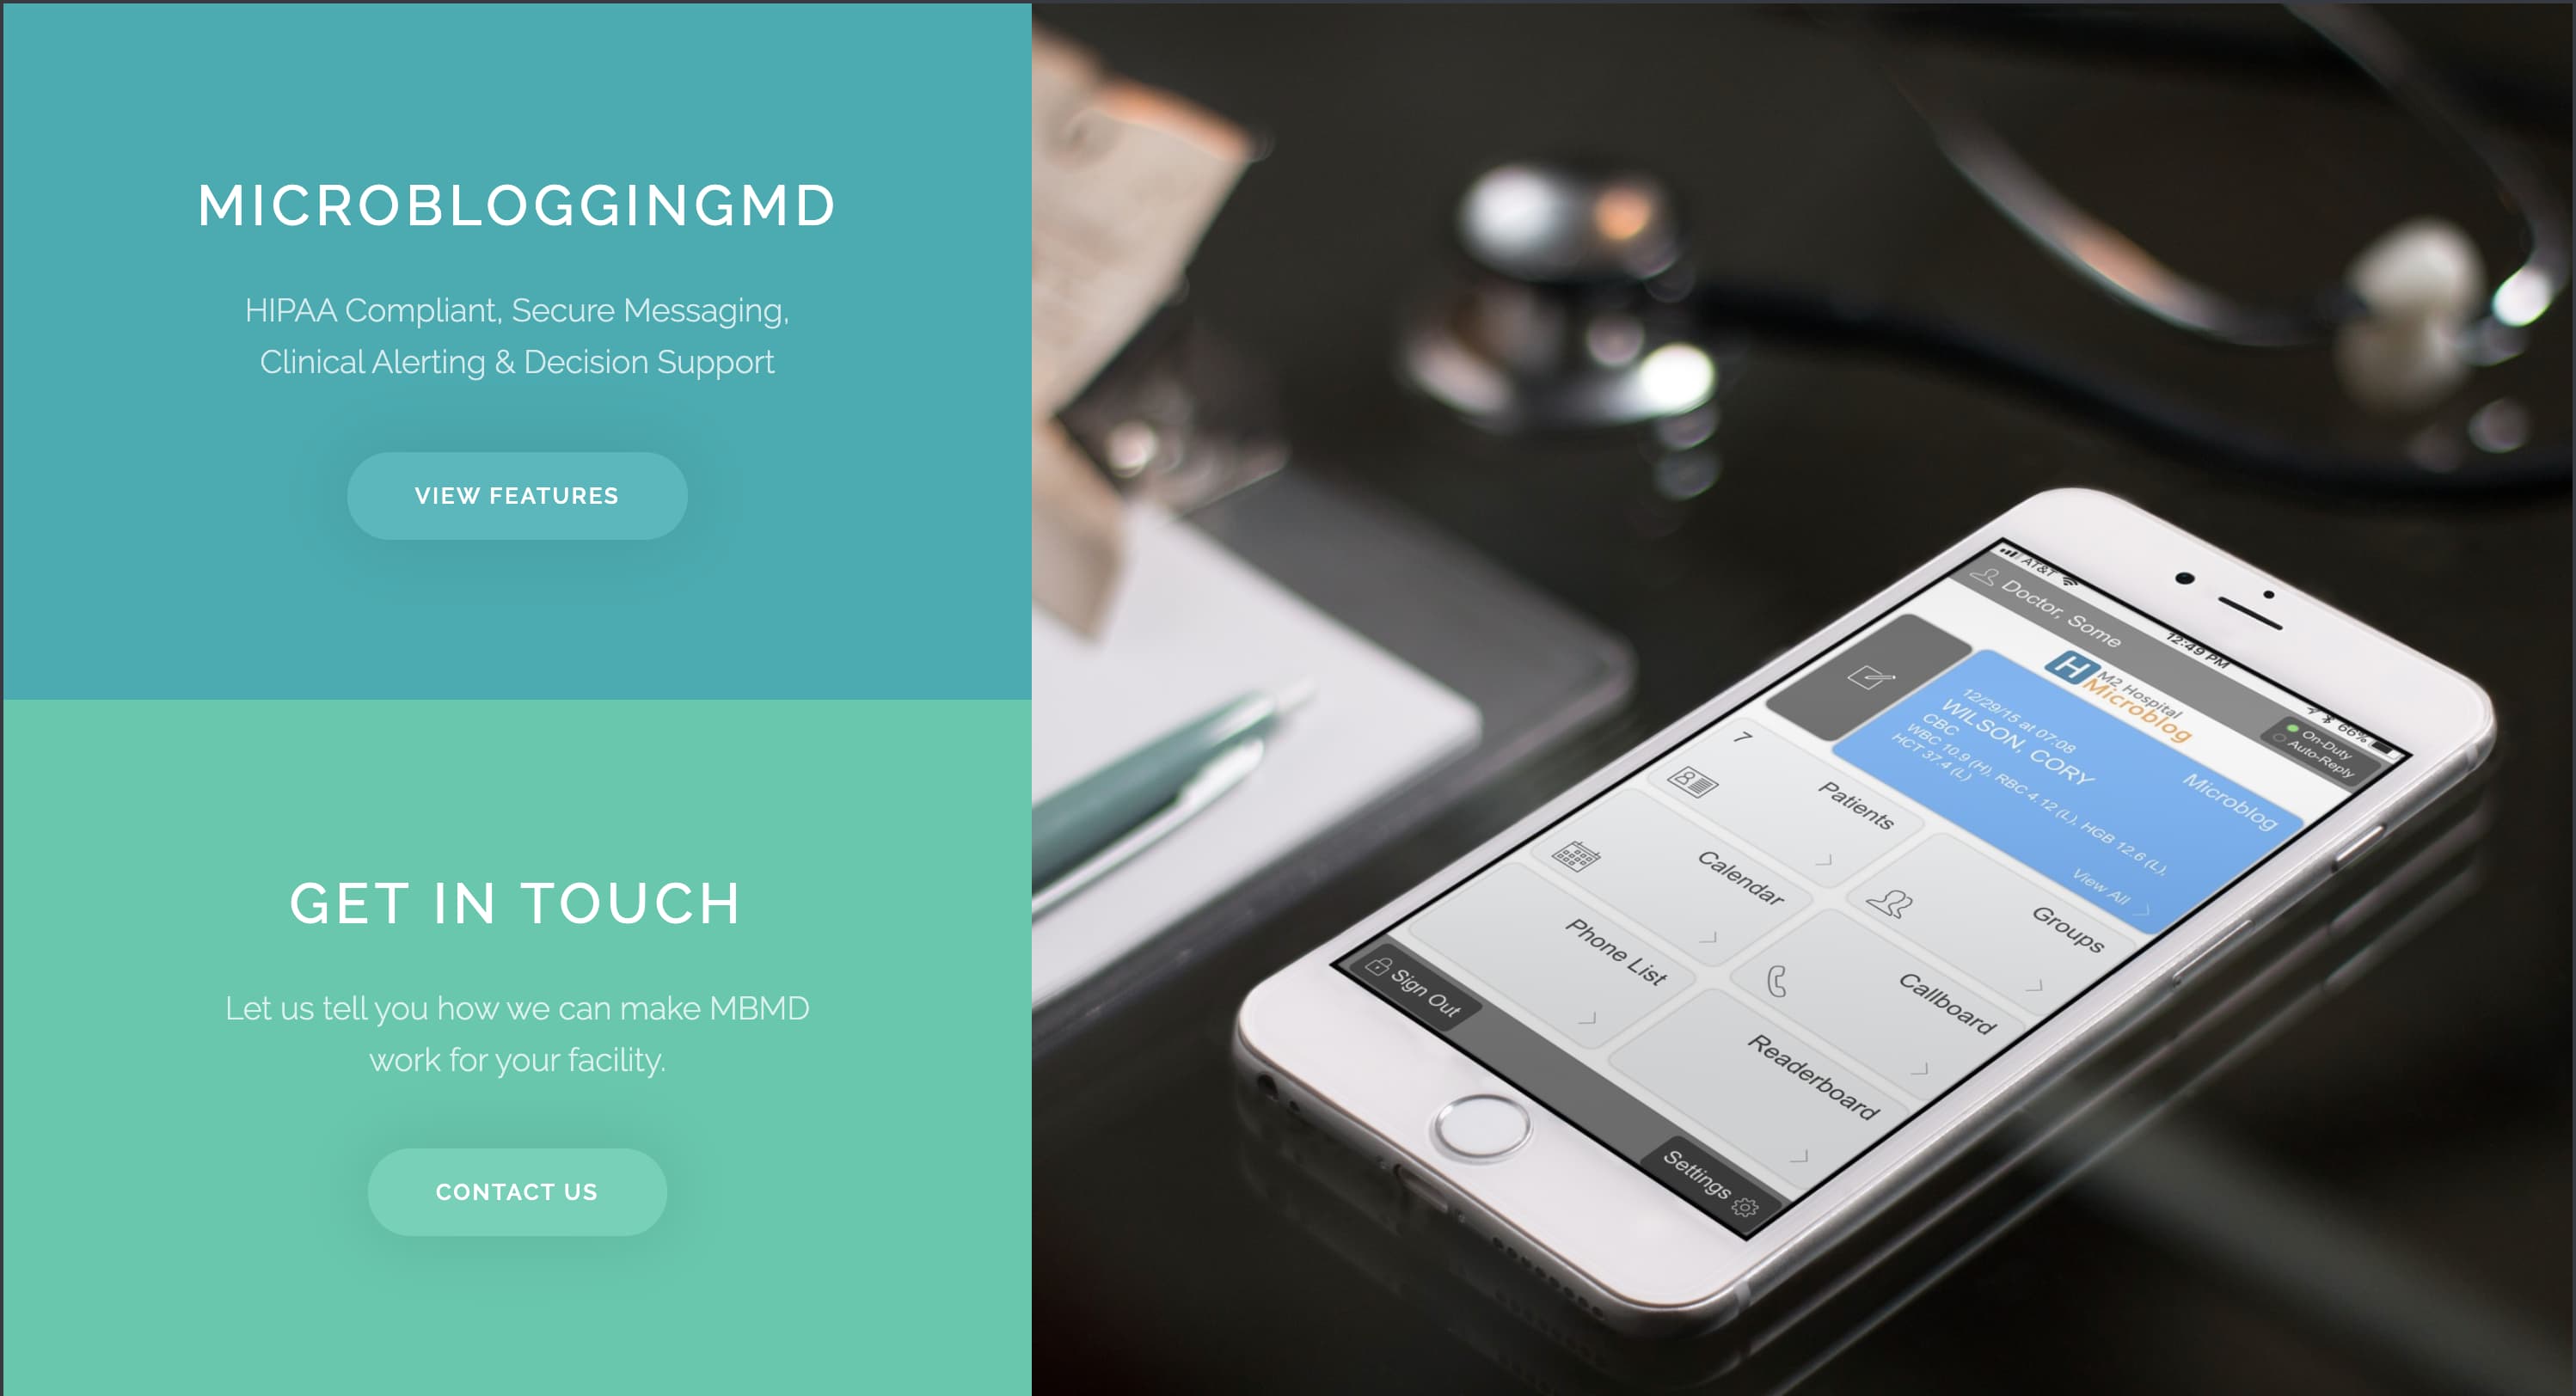 MICROBLOGGINGMD
HIPAA Compliant, Secure Messaging,
Clinical Alerting & Decision Support
VIEW FEATURES
GET IN TOUCH
Let us tell you how we can make MBMD
work for your facility.
CONTACT US
AT&T
12:49 PM
66%
Doctor, Some
On-Duty
Auto-Reply
H M2 Hospital
Microblog
Microblog
12/29/15 at 07:08
WILSON, CORY
CBC
WBC 10.9 (H), RBC 4.12 (L), HGB 12.6 (L),
HCT 37.4 (L)
View All
7
Patients
Groups
Calendar
Callboard
Phone List
Readerboard
Sign Out
Settings